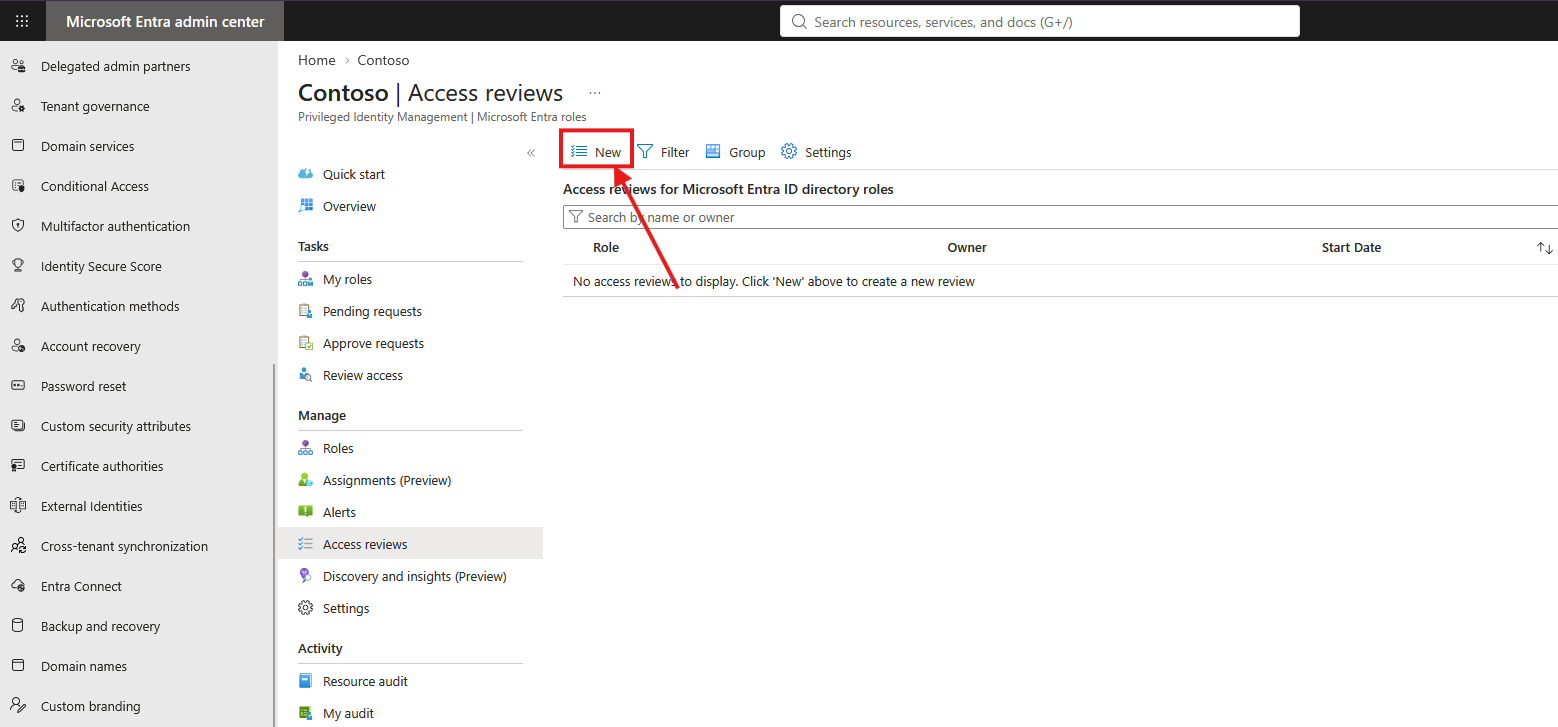 Microsoft Entra admin center
Search resources, services, and docs (G+/)
Delegated admin partners
Tenant governance
Domain services
Conditional Access
Multifactor authentication
Identity Secure Score
Authentication methods
Account recovery
Password reset
Custom security attributes
Certificate authorities
External Identities
Cross-tenant synchronization
Entra Connect
Backup and recovery
Domain names
Custom branding
Home › Contoso
Contoso | Access reviews ...
Privileged Identity Management | Microsoft Entra roles
«
Quick start
Overview
Tasks
My roles
Pending requests
Approve requests
Review access
Manage
Roles
Assignments (Preview)
Alerts
Access reviews
Discovery and insights (Preview)
Settings
Activity
Resource audit
My audit
New Filter Group Settings
Access reviews for Microsoft Entra ID directory roles
Search by name or owner
Role Owner Start Date ↑↓
No access reviews to display. Click 'New' above to create a new review